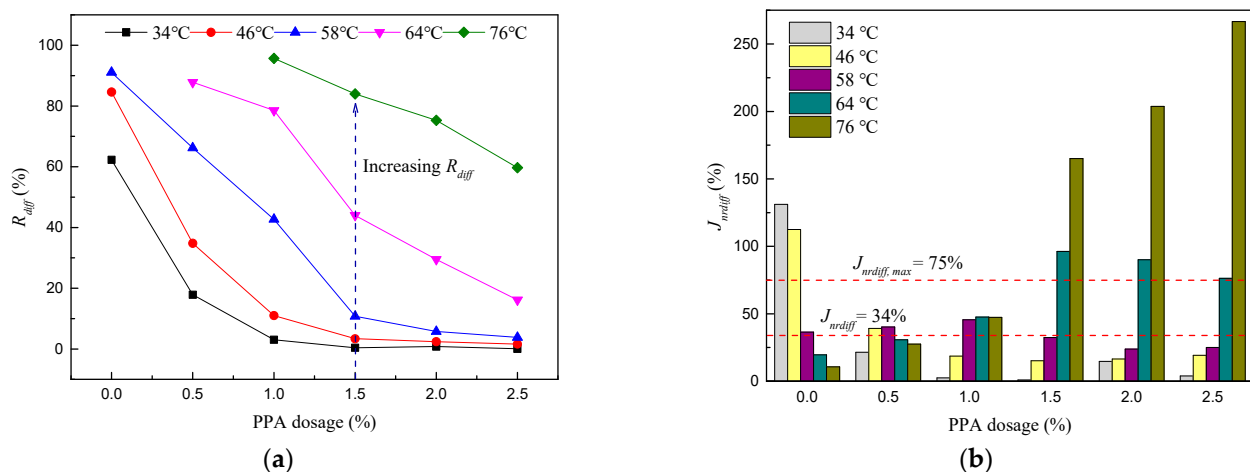 34℃ 46℃ 58℃ 64℃ 76℃
100
80
60
40
20
0
R_diff (%)
Increasing R_diff
0.0 0.5 1.0 1.5 2.0 2.5
PPA dosage (%)
(a)
34 ℃
46 ℃
58 ℃
64 ℃
76 ℃
250
200
150
100
50
0
J_nrdiff (%)
J_nrdiff, max = 75%
J_nrdiff = 34%
0.0 0.5 1.0 1.5 2.0 2.5
PPA dosage (%)
(b)